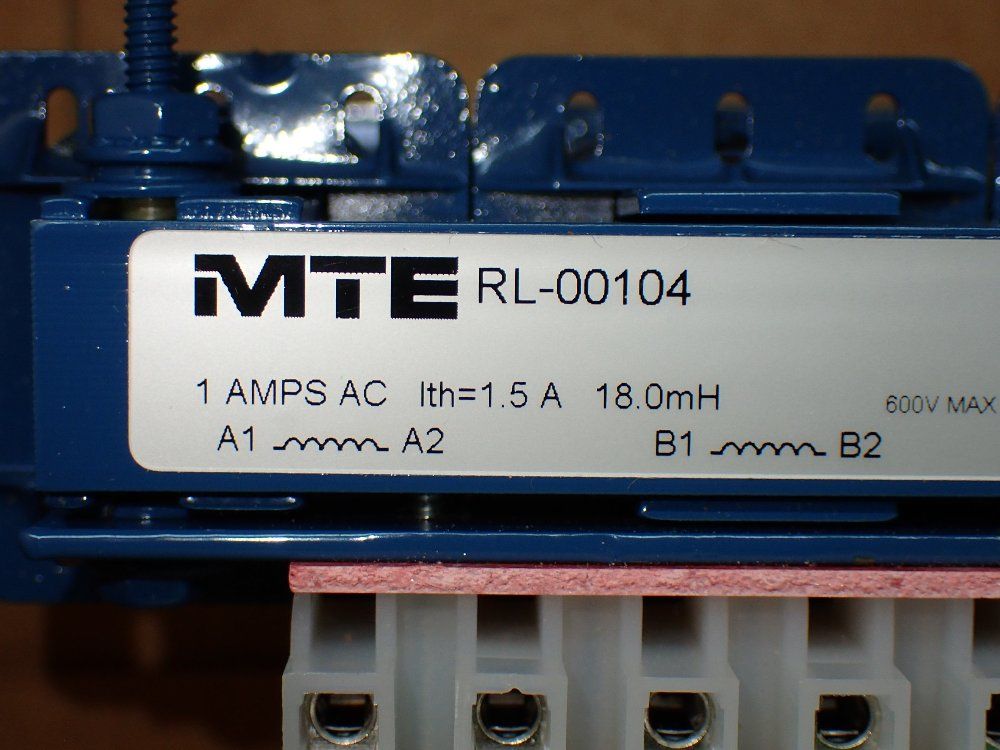 MTE RL-00104
1 AMPS AC Ith=1.5 A 18.0mH
600V MAX
A1 A2 B1 B2